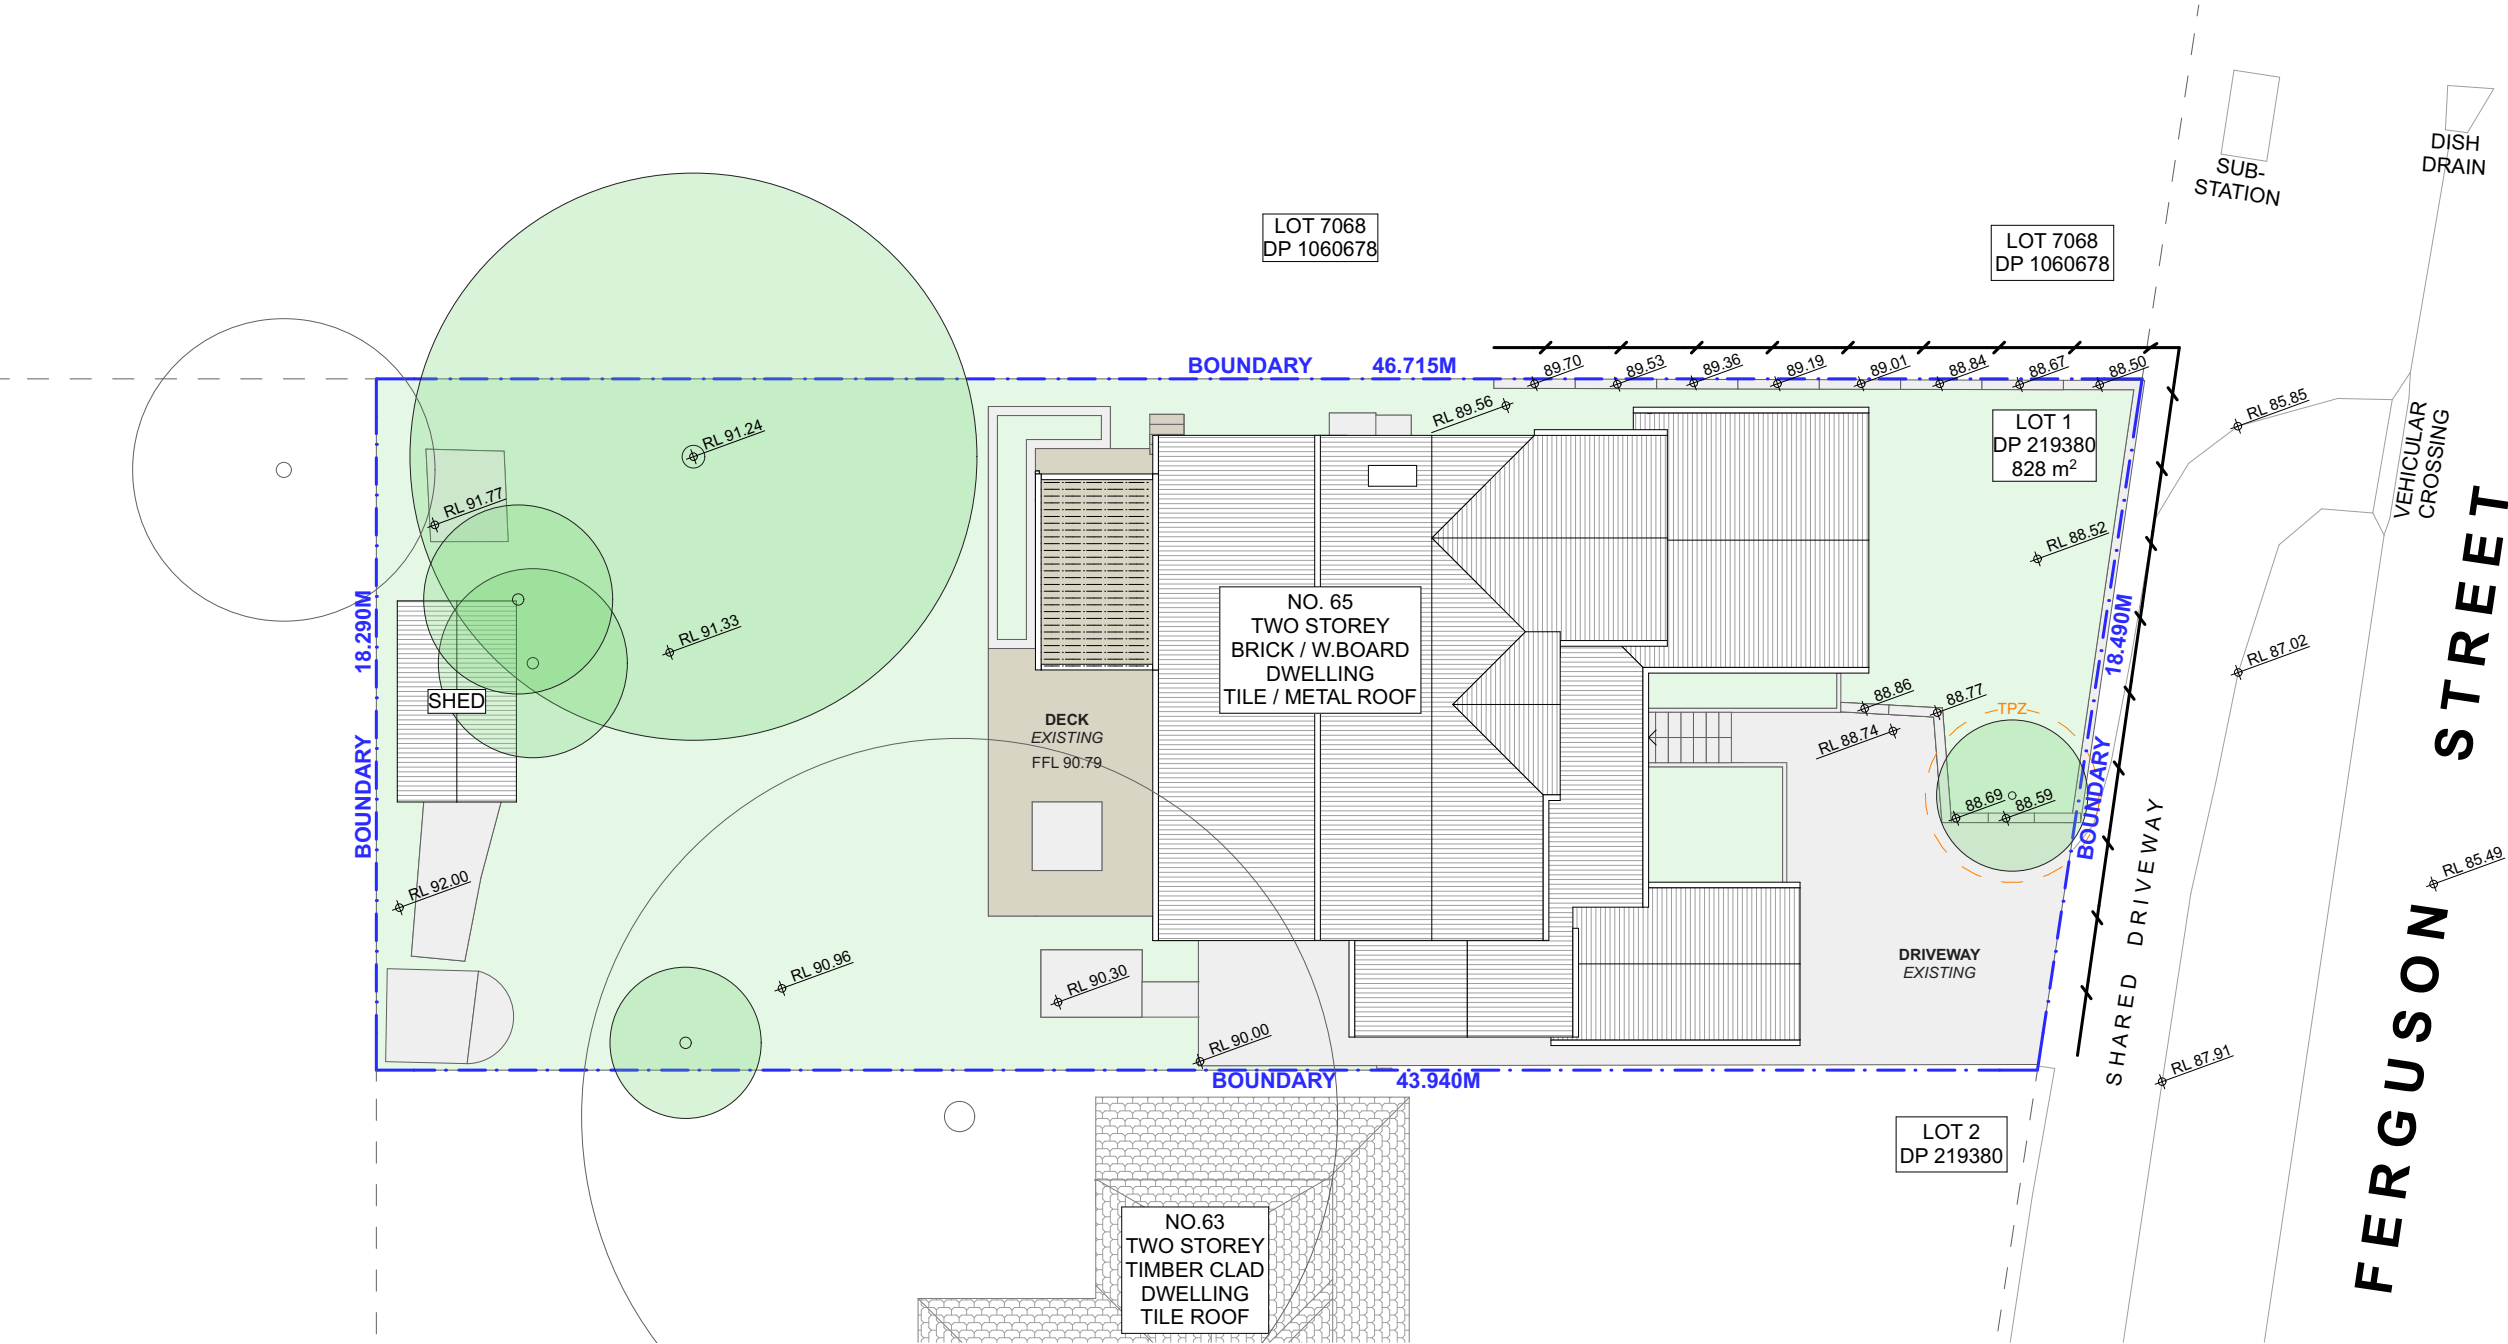 DISH
DRAIN
SUB-
STATION
LOT 7068
DP 1060678
LOT 7068
DP 1060678
BOUNDARY 46.715M
89.70
89.53
89.36
89.19
89.01
88.84
88.67
88.50
RL 89.56
RL 85.85
VEHICULAR
CROSSING
LOT 1
DP 219380
828 m²
RL 91.24
RL 91.77
RL 88.52
NO. 65
TWO STOREY
BRICK / W.BOARD
DWELLING
TILE / METAL ROOF
RL 91.33
18.290M
BOUNDARY
SHED
18.490M
BOUNDARY
RL 87.02
88.86
88.77
TPZ
RL 88.74
DECK
EXISTING
FFL 90.79
88.69
88.59
RL 92.00
RL 85.49
SHARED DRIVEWAY
FERGUSON STREET
DRIVEWAY
EXISTING
RL 90.96
RL 90.30
RL 90.00
RL 87.91
BOUNDARY 43.940M
LOT 2
DP 219380
NO.63
TWO STOREY
TIMBER CLAD
DWELLING
TILE ROOF